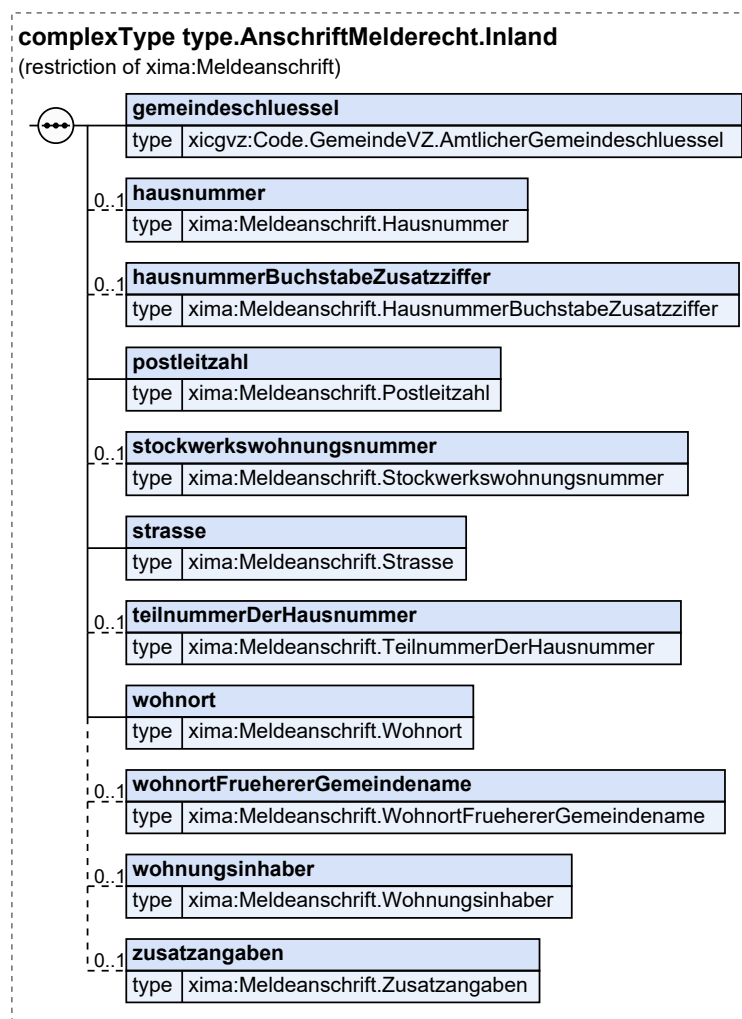 complexType type.AnschriftMelderecht.Inland
(restriction of xima:Meldeanschrift)
gemeindeschluessel
type xicgvz:Code.GemeindeVZ.AmtlicherGemeindeschluessel
0..1 hausnummer
type xima:Meldeanschrift.Hausnummer
0..1 hausnummerBuchstabeZusatzziffer
type xima:Meldeanschrift.HausnummerBuchstabeZusatzziffer
postleitzahl
type xima:Meldeanschrift.Postleitzahl
0..1 stockwerkswohnungsnummer
type xima:Meldeanschrift.Stockwerkswohnungsnummer
strasse
type xima:Meldeanschrift.Strasse
0..1 teilnummerDerHausnummer
type xima:Meldeanschrift.TeilnummerDerHausnummer
wohnort
type xima:Meldeanschrift.Wohnort
0..1 wohnortFruehererGemeindename
type xima:Meldeanschrift.WohnortFruehererGemeindename
0..1 wohnungsinhaber
type xima:Meldeanschrift.Wohnungsinhaber
0..1 zusatzangaben
type xima:Meldeanschrift.Zusatzangaben